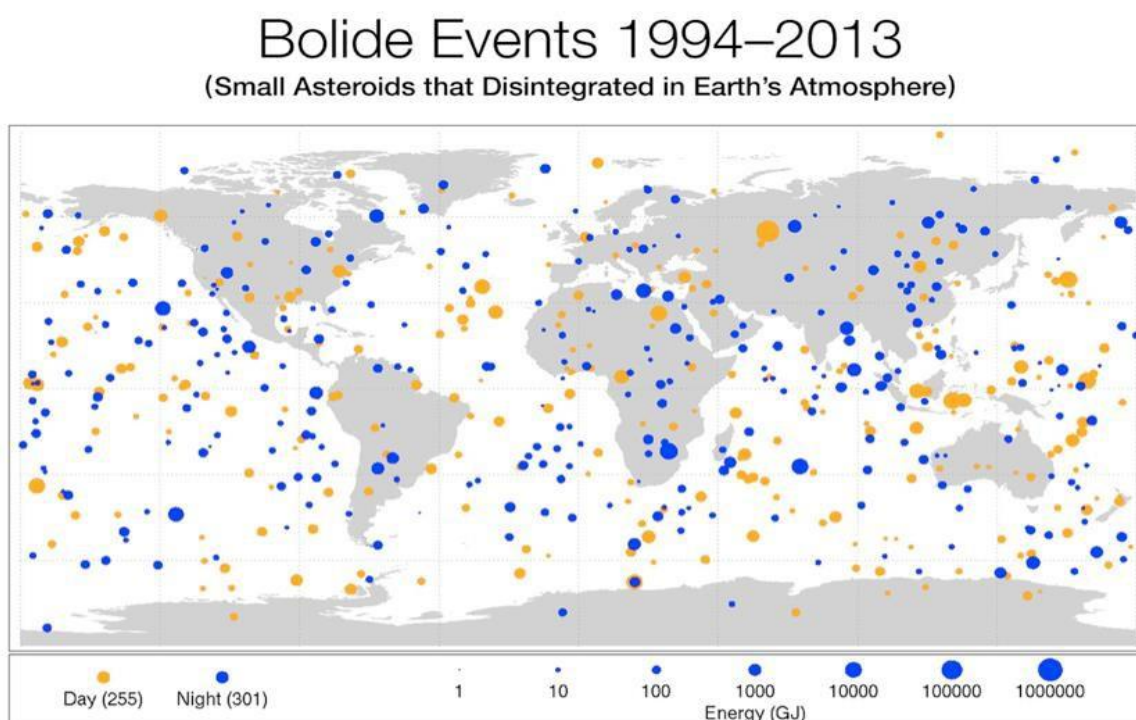 Bolide Events 1994–2013
(Small Asteroids that Disintegrated in Earth's Atmosphere)
Day (255)
Night (301)
1 10 100 1000 10000 100000 1000000
Energy (GJ)